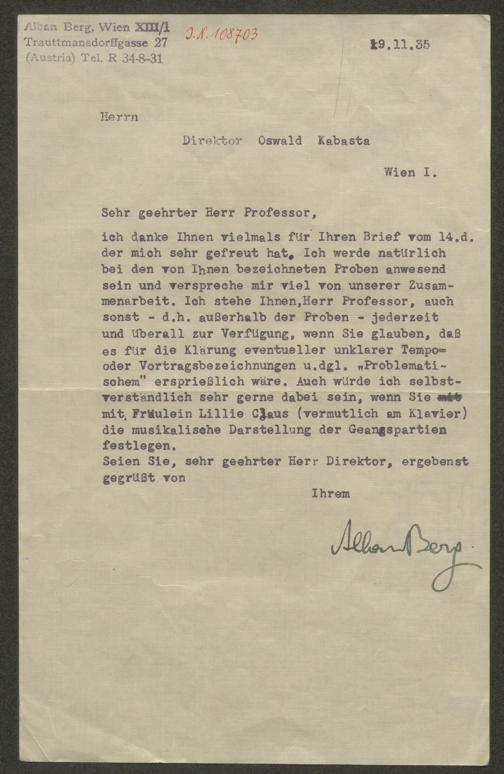 Alban Berg, Wien XIII/1
Trauttmansdorffgasse 27
(Austria) Tel. R 34-8-31
J.N. 108703
19.11.35
Herrn
Direktor Oswald Kabasta
Wien I.
Sehr geehrter Herr Professor,
ich danke Ihnen vielmals für Ihren Brief vom 14.d.
der mich sehr gefreut hat. Ich werde natürlich
bei den von Ihnen bezeichneten Proben anwesend
sein und verspreche mir viel von unserer Zusam-
menarbeit. Ich stehe Ihnen,Herr Professor, auch
sonst - d.h. außerhalb der Proben - jederzeit
und überall zur Verfügung, wenn Sie glauben, daß
es für die Klärung eventueller unklarer Tempo=
oder Vortragsbezeichnungen u.dgl. „Problemati-
schem" ersprießlich wäre. Auch würde ich selbst-
verständlich sehr gerne dabei sein, wenn Sie mit
mit Fräulein Lillie Claus (vermutlich am Klavier)
die musikalische Darstellung der Geangspartien
festlegen.
Seien Sie, sehr geehrter Herr Direktor, ergebenst
gegrüßt von
Ihrem
Alban Berg